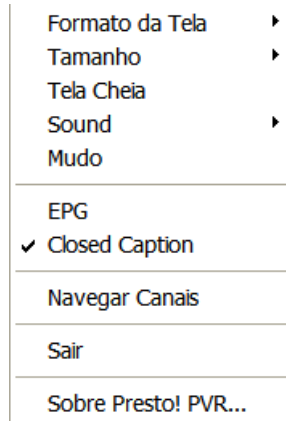 Formato da Tela
Tamanho
Tela Cheia
Sound
Mudo
EPG
Closed Caption
Navegar Canais
Sair
Sobre Presto! PVR...